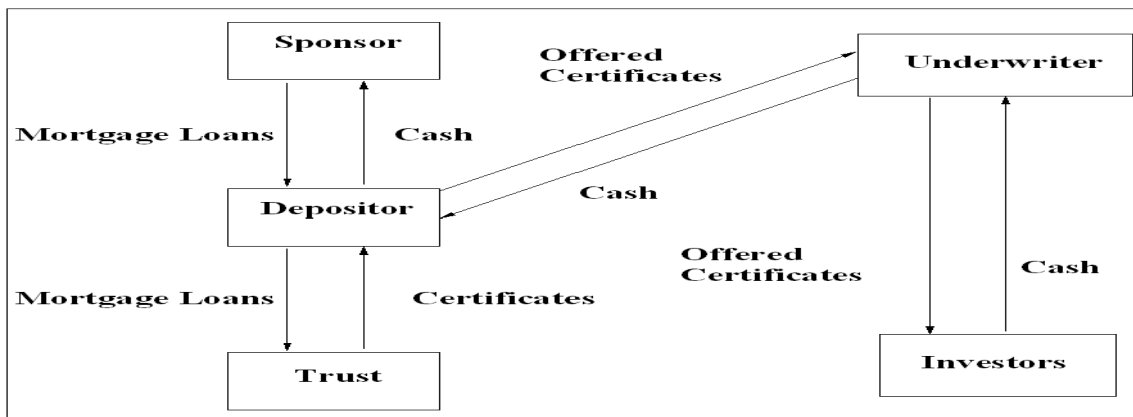 Sponsor
Offered
Certificates
Underwriter
Mortgage Loans
Cash
Depositor
Cash
Offered
Certificates
Cash
Mortgage Loans
Certificates
Trust
Investors